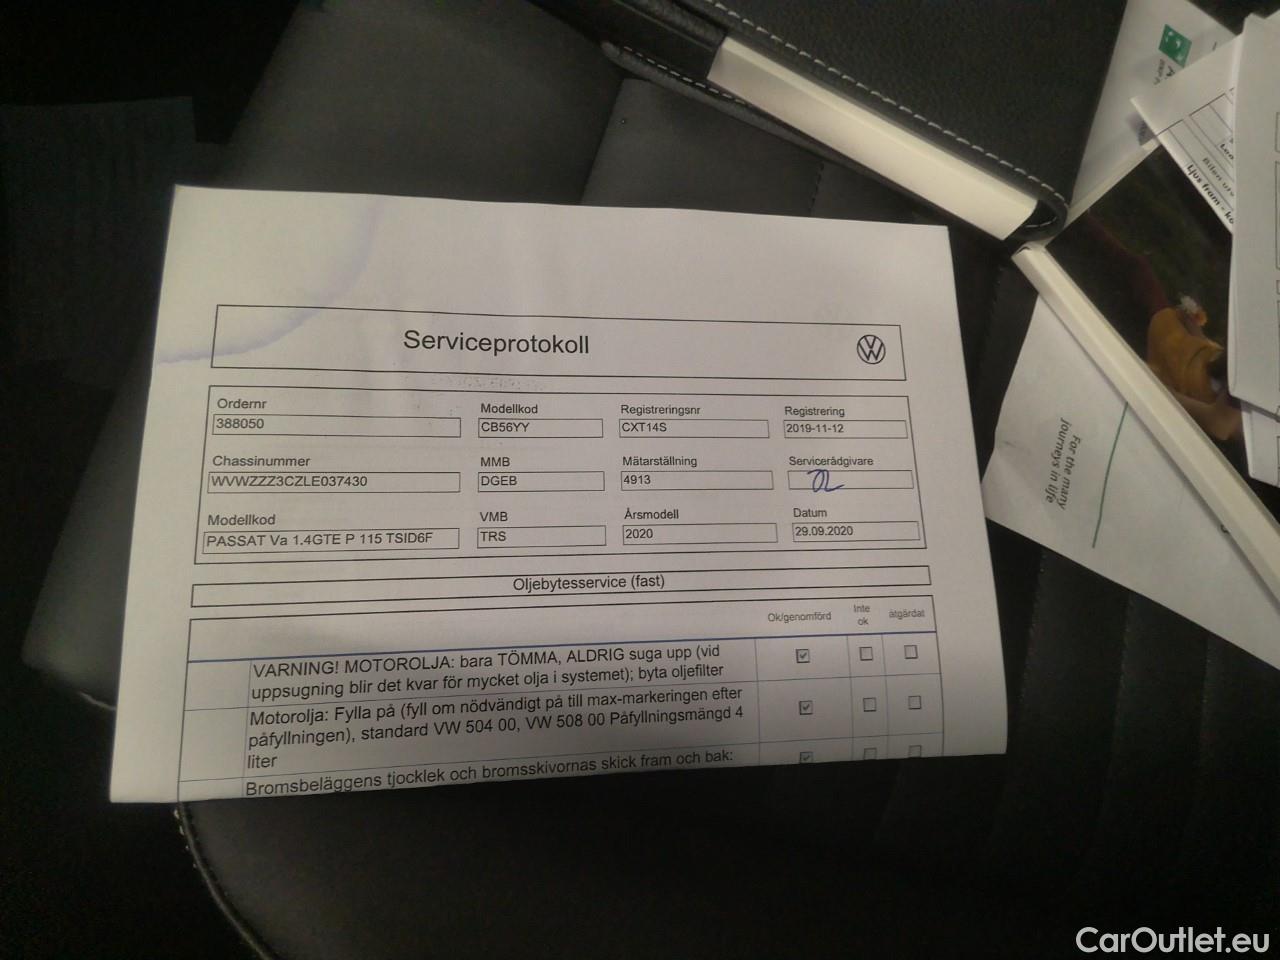 Serviceprotokoll
Ordernr
388050
Modellkod
CB56YY
Registreringsnr
CXT14S
Registrering
2019-11-12
Chassinummer
WVWZZZ3CZLE037430
MMB
DGEB
Mätarställning
4913
Servicerådgivare
Modellkod
PASSAT Va 1.4GTE P 115 TSID6F
VMB
TRS
Årsmodell
2020
Datum
29.09.2020
Oljebytesservice (fast)
Ok/genomförd
Inte
ok
åtgärdat
VARNING! MOTOROLJA: bara TÖMMA, ALDRIG suga upp (vid
uppsugning blir det kvar för mycket olja i systemet); byta oljefilter
Motorolja: Fylla på (fyll om nödvändigt på till max-markeringen efter
påfyllningen), standard VW 504 00, VW 508 00 Påfyllningsmängd 4
liter
Bromsbeläggens tjocklek och bromsskivornas skick fram och bak:
For the many
journeys in life
Ljus fram - 
CarOutlet.eu